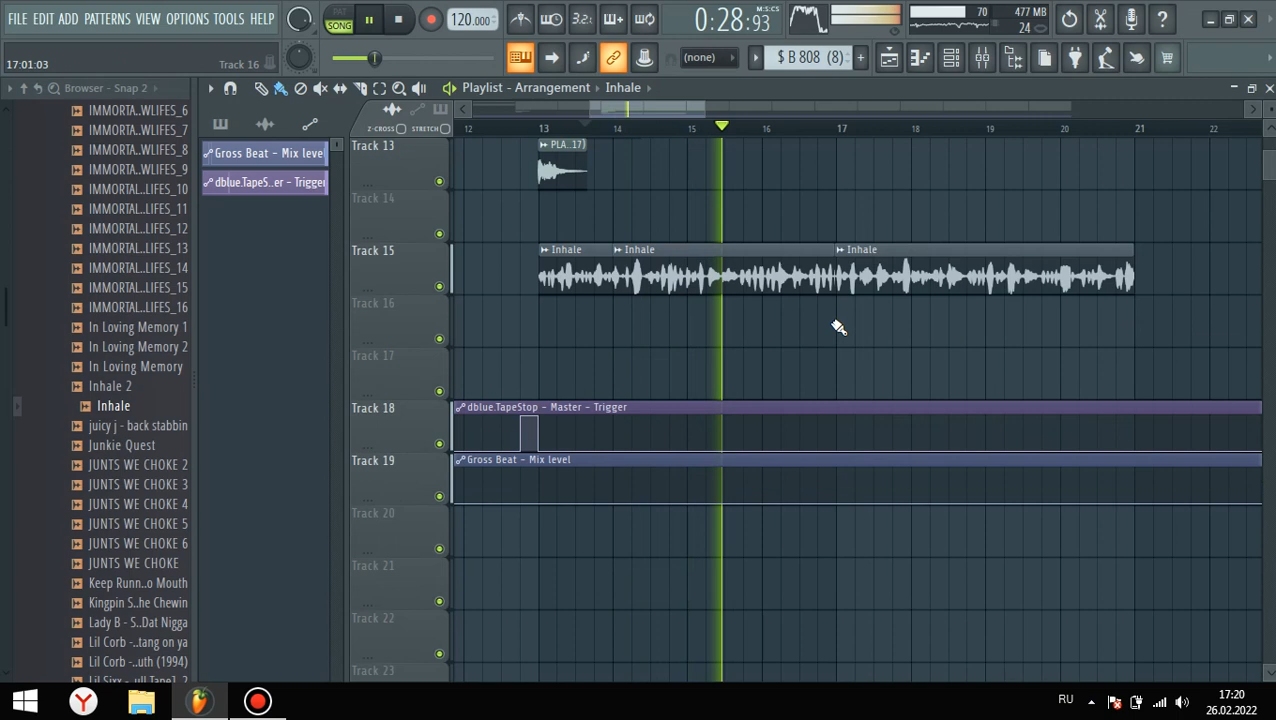 FILE EDIT ADD PATTERNS VIEW OPTIONS TOOLS HELP
PAT
SONG
120.000
3.2
0:28:93
M:S:CS
70
477 MB
24
17:01:03
Track 16
(none)
$ B 808 (8)
Browser - Snap 2
Playlist - Arrangement
Inhale
Z-CROSS
STRETCH
12 13 14 15 16 17 18 19 20 21 22
IMMORTA..WLIFES_6
IMMORTA..WLIFES_7
IMMORTA..WLIFES_8
IMMORTA..WLIFES_9
IMMORTAL..LIFES_10
IMMORTAL..LIFES_11
IMMORTAL..LIFES_12
IMMORTAL..LIFES_13
IMMORTAL..LIFES_14
IMMORTAL..LIFES_15
IMMORTAL..LIFES_16
In Loving Memory 1
In Loving Memory 2
In Loving Memory
Inhale 2
Inhale
juicy j - back stabbin
Junkie Quest
JUNTS WE CHOKE 2
JUNTS WE CHOKE 3
JUNTS WE CHOKE 4
JUNTS WE CHOKE 5
JUNTS WE CHOKE 6
JUNTS WE CHOKE
Keep Runn..o Mouth
Kingpin S..he Chewin
Lady B - S..Dat Nigga
Lil Corb -..tang on ya
Lil Corb -..uth (1994)
Gross Beat - Mix level
dblue.TapeS..er - Trigger
Track 13
PLA..17)
Track 14
Track 15
Inhale
Inhale
Inhale
Track 16
Track 17
Track 18
dblue.TapeStop - Master - Trigger
Track 19
Gross Beat - Mix level
Track 20
Track 21
Track 22
Track 23
RU
17:20
26.02.2022